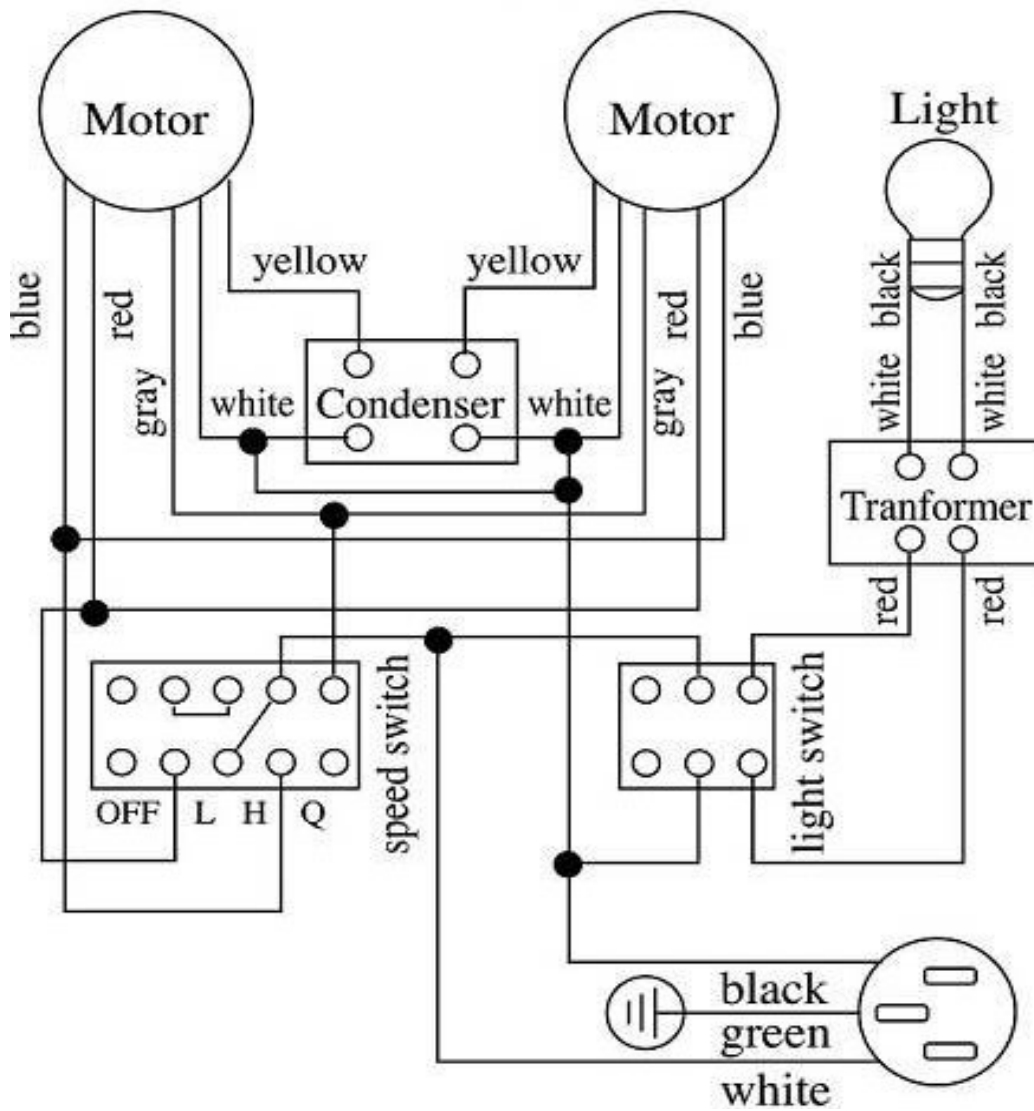 Motor
Motor
Light
yellow
yellow
blue
red
gray
white
Condenser
white
gray
red
blue
black
black
white
white
Tranformer
red
red
speed switch
OFF L H Q
light switch
black
green
white